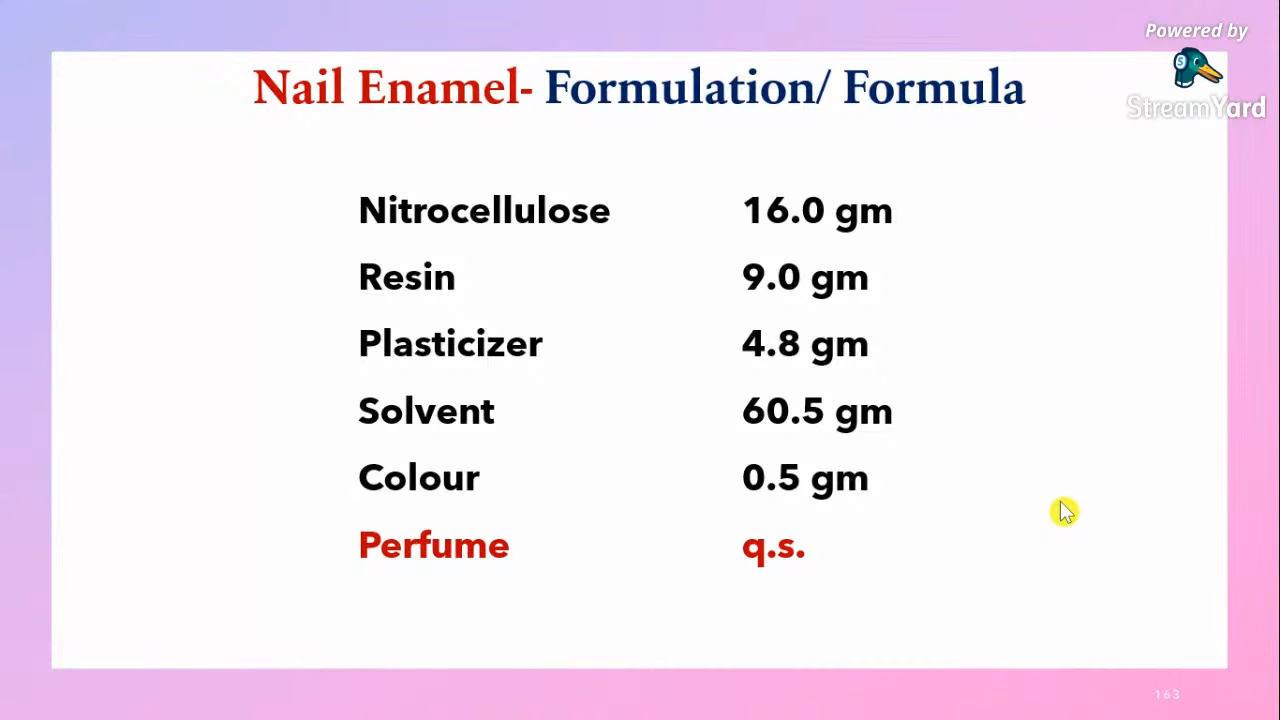 Powered by
StreamYard
Nail Enamel- Formulation/ Formula
Nitrocellulose 16.0 gm
Resin 9.0 gm
Plasticizer 4.8 gm
Solvent 60.5 gm
Colour 0.5 gm
Perfume q.s.
163